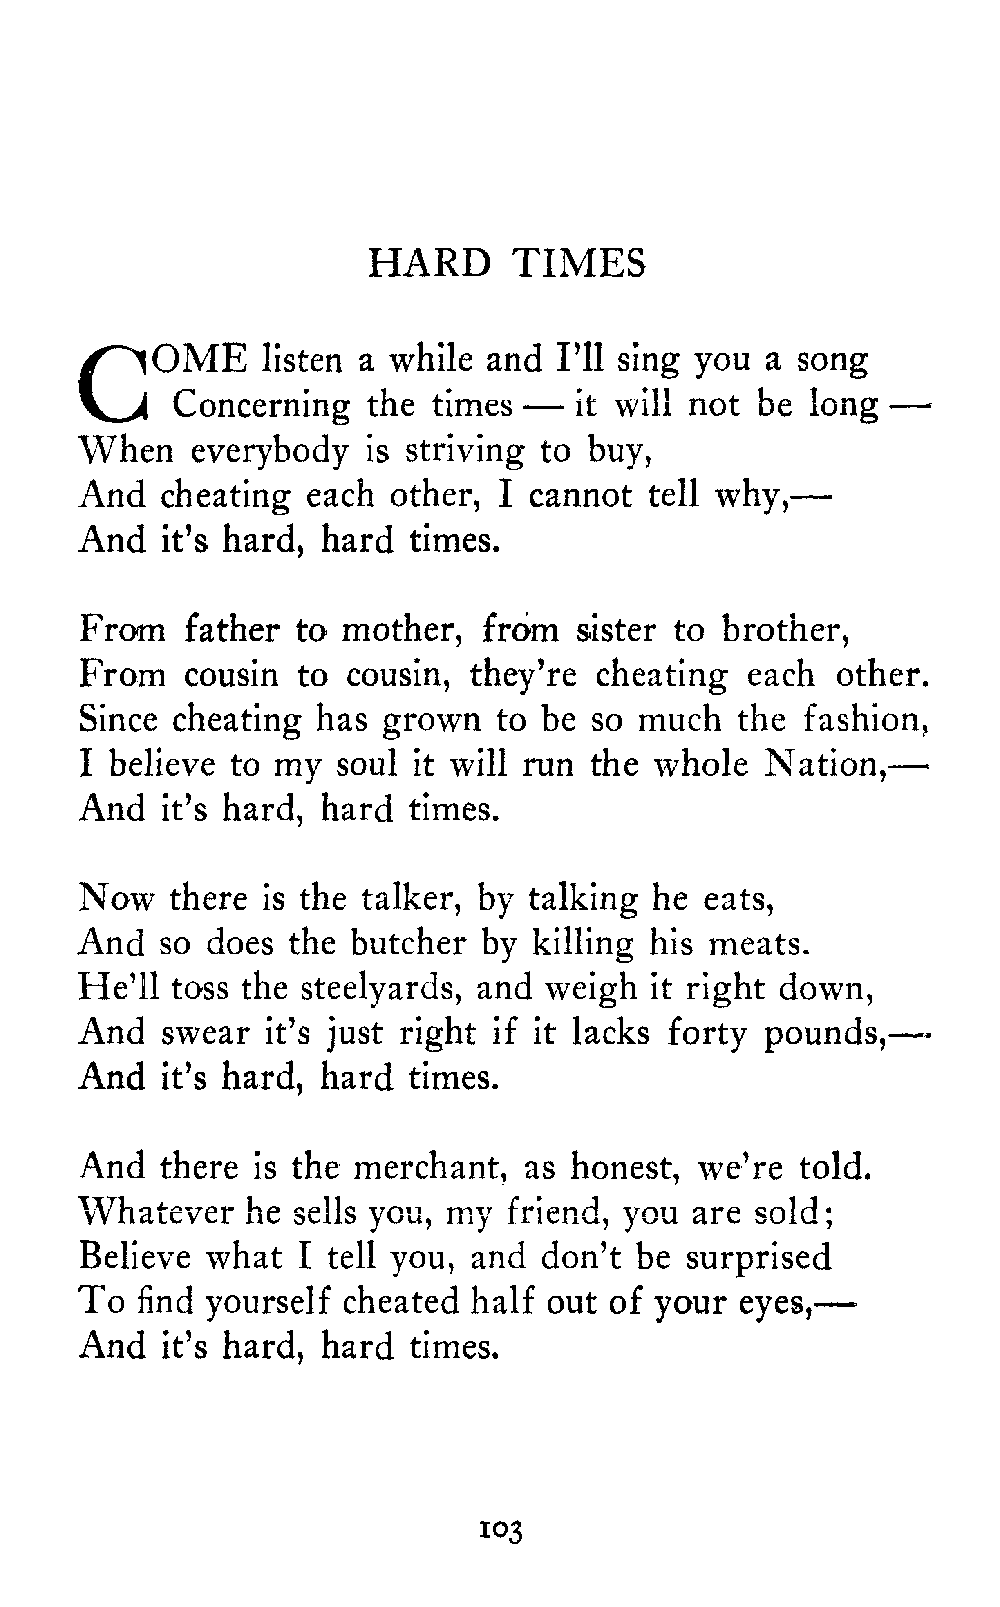 HARD TIMES
COME listen a while and I'll sing you a song
Concerning the times — it will not be long —
When everybody is striving to buy,
And cheating each other, I cannot tell why,—
And it's hard, hard times.
From father to mother, from sister to brother,
From cousin to cousin, they're cheating each other.
Since cheating has grown to be so much the fashion,
I believe to my soul it will run the whole Nation,—
And it's hard, hard times.
Now there is the talker, by talking he eats,
And so does the butcher by killing his meats.
He'll toss the steelyards, and weigh it right down,
And swear it's just right if it lacks forty pounds,—
And it's hard, hard times.
And there is the merchant, as honest, we're told.
Whatever he sells you, my friend, you are sold;
Believe what I tell you, and don't be surprised
To find yourself cheated half out of your eyes,—
And it's hard, hard times.
103